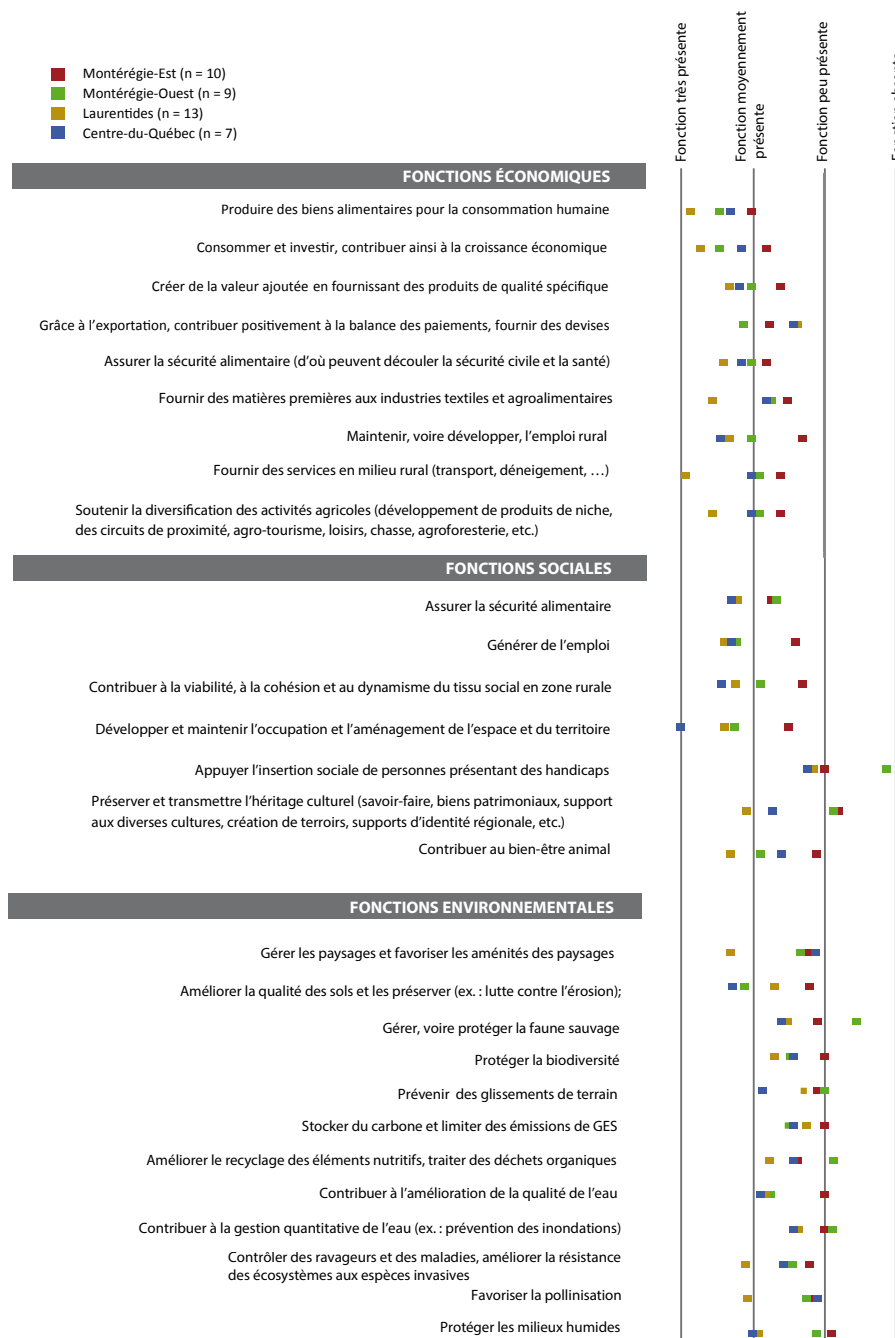 Montérégie-Est (n = 10)
Montérégie-Ouest (n = 9)
Laurentides (n = 13)
Centre-du-Québec (n = 7)
Fonction très présente
Fonction moyennement
présente
Fonction peu présente
FONCTIONS ÉCONOMIQUES
Produire des biens alimentaires pour la consommation humaine
Consommer et investir, contribuer ainsi à la croissance économique
Créer de la valeur ajoutée en fournissant des produits de qualité spécifique
Grâce à l'exportation, contribuer positivement à la balance des paiements, fournir des devises
Assurer la sécurité alimentaire (d'où peuvent découler la sécurité civile et la santé)
Fournir des matières premières aux industries textiles et agroalimentaires
Maintenir, voire développer, l'emploi rural
Fournir des services en milieu rural (transport, déneigement, …)
Soutenir la diversification des activités agricoles (développement de produits de niche,
des circuits de proximité, agro-tourisme, loisirs, chasse, agroforesterie, etc.)
FONCTIONS SOCIALES
Assurer la sécurité alimentaire
Générer de l'emploi
Contribuer à la viabilité, à la cohésion et au dynamisme du tissu social en zone rurale
Développer et maintenir l'occupation et l'aménagement de l'espace et du territoire
Appuyer l'insertion sociale de personnes présentant des handicaps
Préserver et transmettre l'héritage culturel (savoir-faire, biens patrimoniaux, support
aux diverses cultures, création de terroirs, supports d'identité régionale, etc.)
Contribuer au bien-être animal
FONCTIONS ENVIRONNEMENTALES
Gérer les paysages et favoriser les aménités des paysages
Améliorer la qualité des sols et les préserver (ex. : lutte contre l'érosion);
Gérer, voire protéger la faune sauvage
Protéger la biodiversité
Prévenir des glissements de terrain
Stocker du carbone et limiter des émissions de GES
Améliorer le recyclage des éléments nutritifs, traiter des déchets organiques
Contribuer à l'amélioration de la qualité de l'eau
Contribuer à la gestion quantitative de l'eau (ex. : prévention des inondations)
Contrôler des ravageurs et des maladies, améliorer la résistance
des écosystèmes aux espèces invasives
Favoriser la pollinisation
Protéger les milieux humides